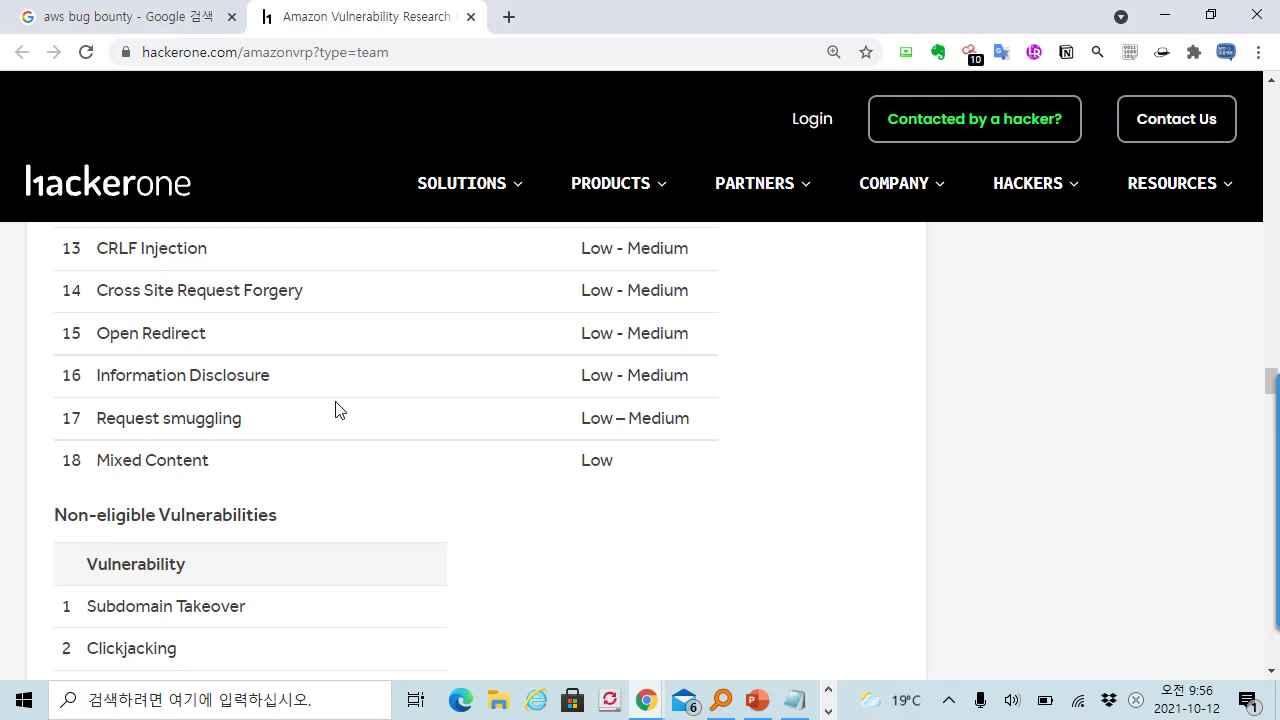 aws bug bounty - Google 검색
Amazon Vulnerability Research
hackerone.com/amazonvrp?type=team
10
Login
Contacted by a hacker?
Contact Us
hackerone
SOLUTIONS
PRODUCTS
PARTNERS
COMPANY
HACKERS
RESOURCES
13 CRLF Injection Low - Medium
14 Cross Site Request Forgery Low - Medium
15 Open Redirect Low - Medium
16 Information Disclosure Low - Medium
17 Request smuggling Low – Medium
18 Mixed Content Low
Non-eligible Vulnerabilities
Vulnerability
1 Subdomain Takeover
2 Clickjacking
검색하려면 여기에 입력하십시오.
6
19°C
오전 9:56
2021-10-12
1